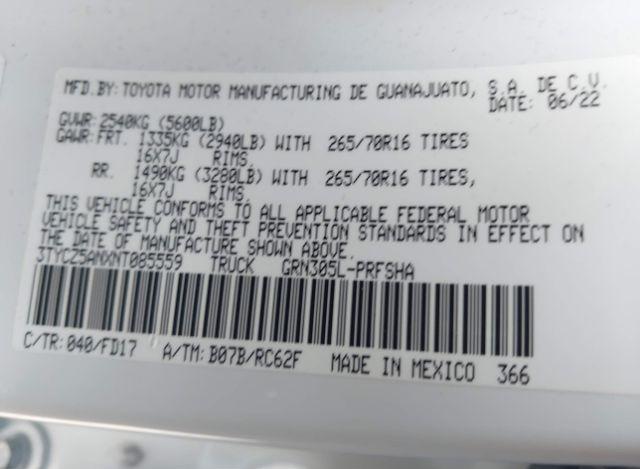 MFD.BY: TOYOTA MOTOR MANUFACTURING DE GUANAJUATO, S.A. DE C.V.
DATE: 06/22
GVWR: 2540KG (5600LB)
GAWR: FRT. 1335KG (2940LB) WITH 265/70R16 TIRES
16X7J RIMS,
RR. 1490KG (3280LB) WITH 265/70R16 TIRES,
16X7J RIMS.
THIS VEHICLE CONFORMS TO ALL APPLICABLE FEDERAL MOTOR
VEHICLE SAFETY AND THEFT PREVENTION STANDARDS IN EFFECT ON
THE DATE OF MANUFACTURE SHOWN ABOVE.
3TYCZ5ANXNT085559 TRUCK GRN305L-PRFSHA
C/TR: 040/FD17 A/TM: B07B/RC62F MADE IN MEXICO 366